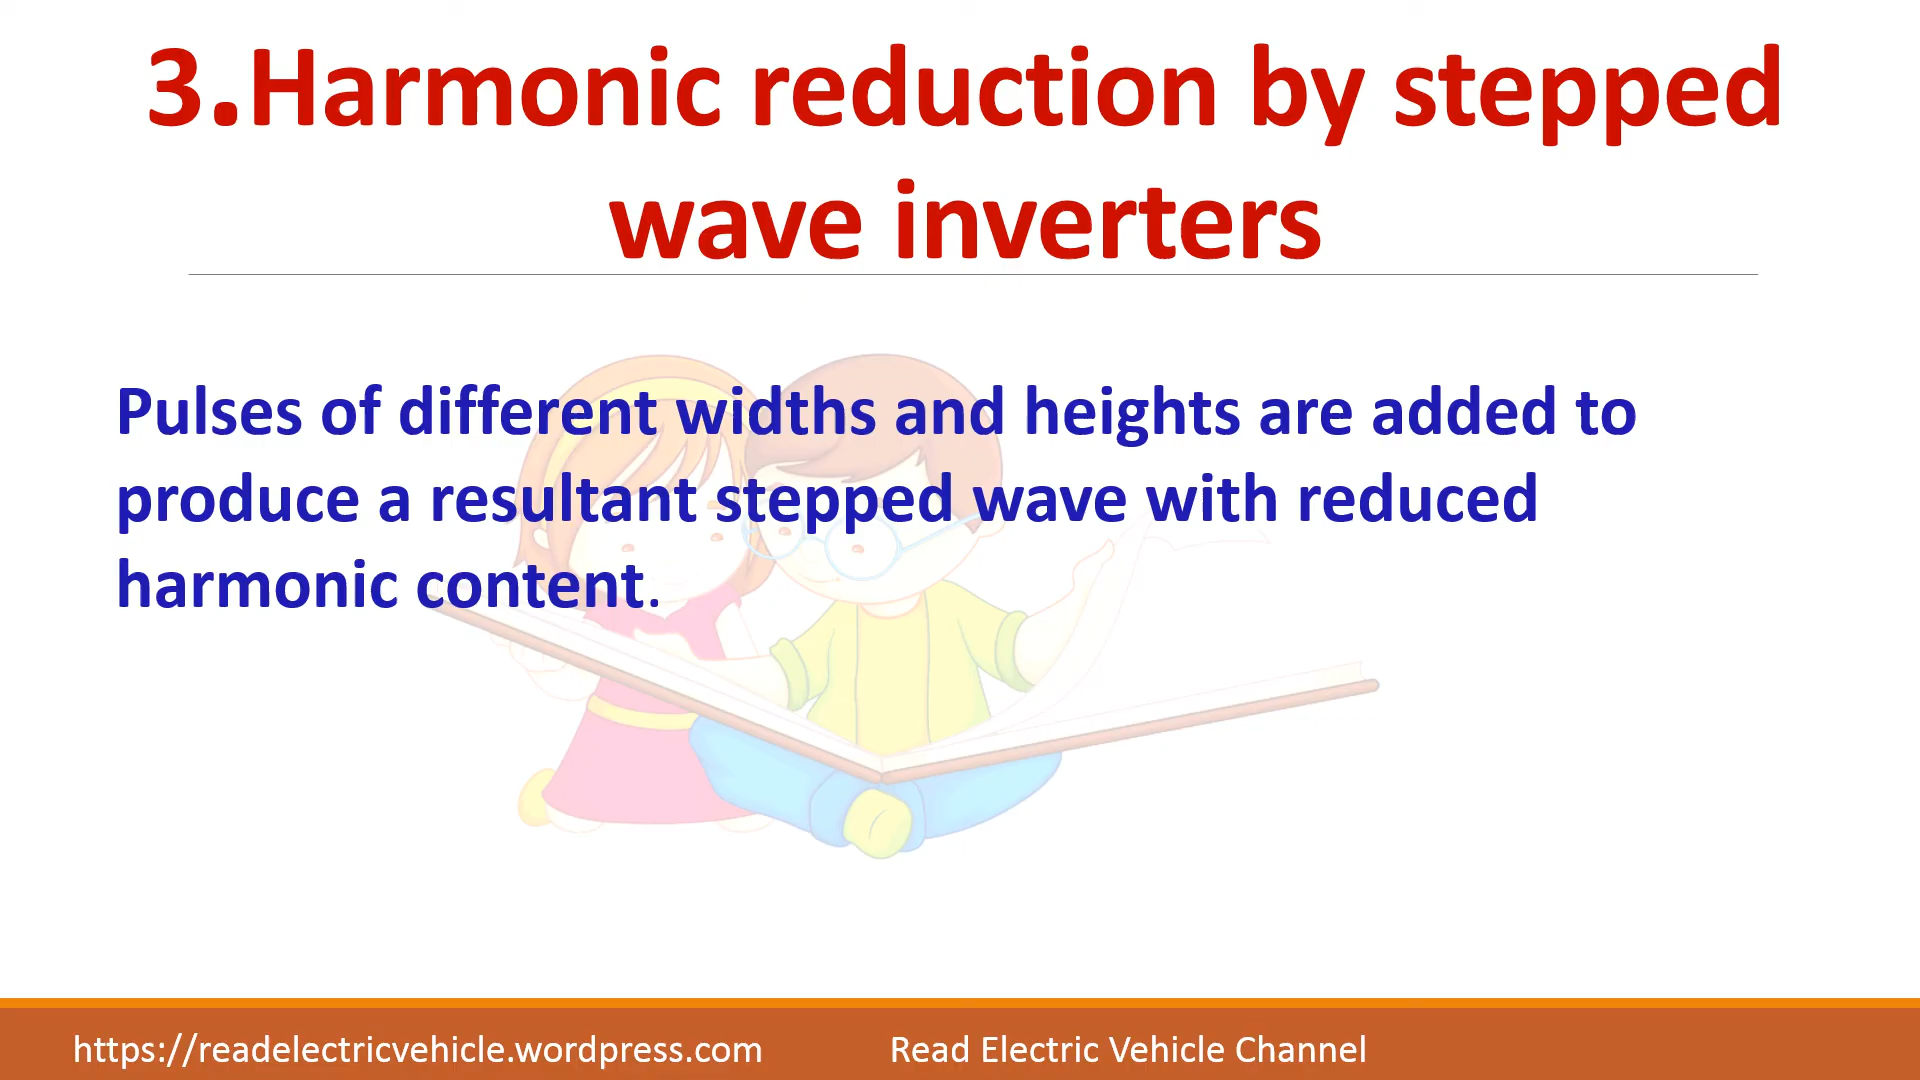 3.Harmonic reduction by stepped
wave inverters
Pulses of different widths and heights are added to
produce a resultant stepped wave with reduced
harmonic content.
https://readelectricvehicle.wordpress.com
Read Electric Vehicle Channel